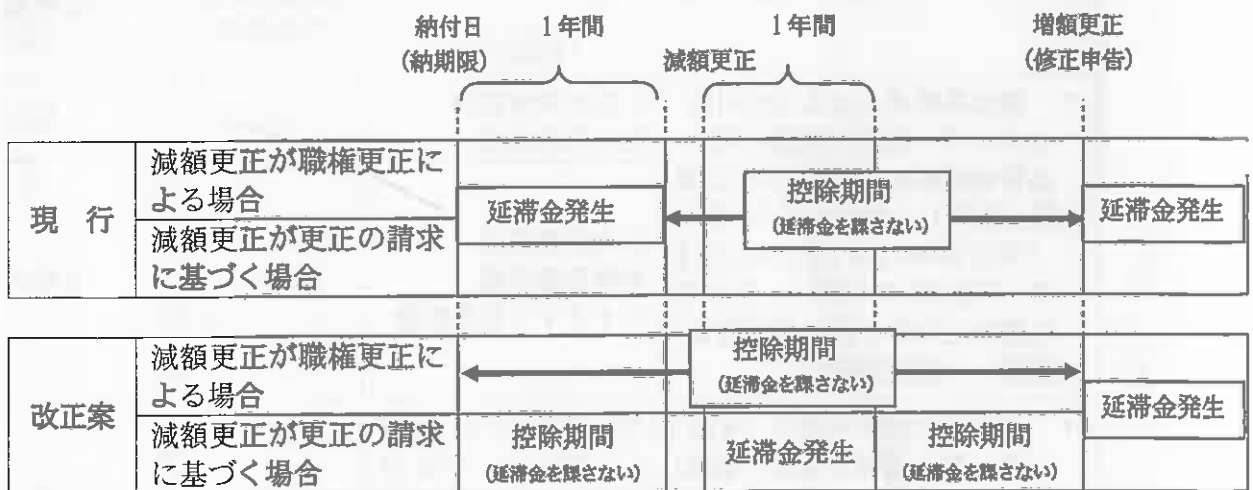 納付日　１年間　１年間　増額更正
(納期限)　減額更正　(修正申告)
現　行
減額更正が職権更正に
よる場合
減額更正が更正の請求
に基づく場合
延滞金発生
控除期間
(延滞金を課さない)
延滞金発生
改正案
減額更正が職権更正に
よる場合
控除期間
(延滞金を課さない)
延滞金発生
減額更正が更正の請求
に基づく場合
控除期間
(延滞金を課さない)
延滞金発生
控除期間
(延滞金を課さない)